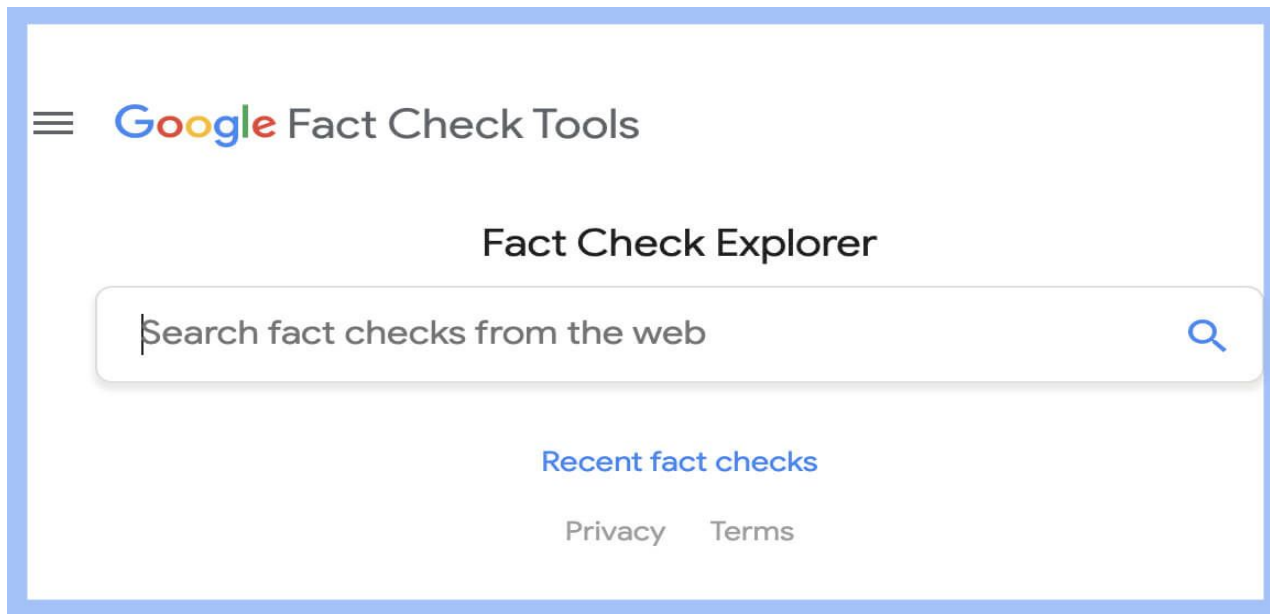 Google Fact Check Tools
Fact Check Explorer
Search fact checks from the web
Recent fact checks
Privacy Terms